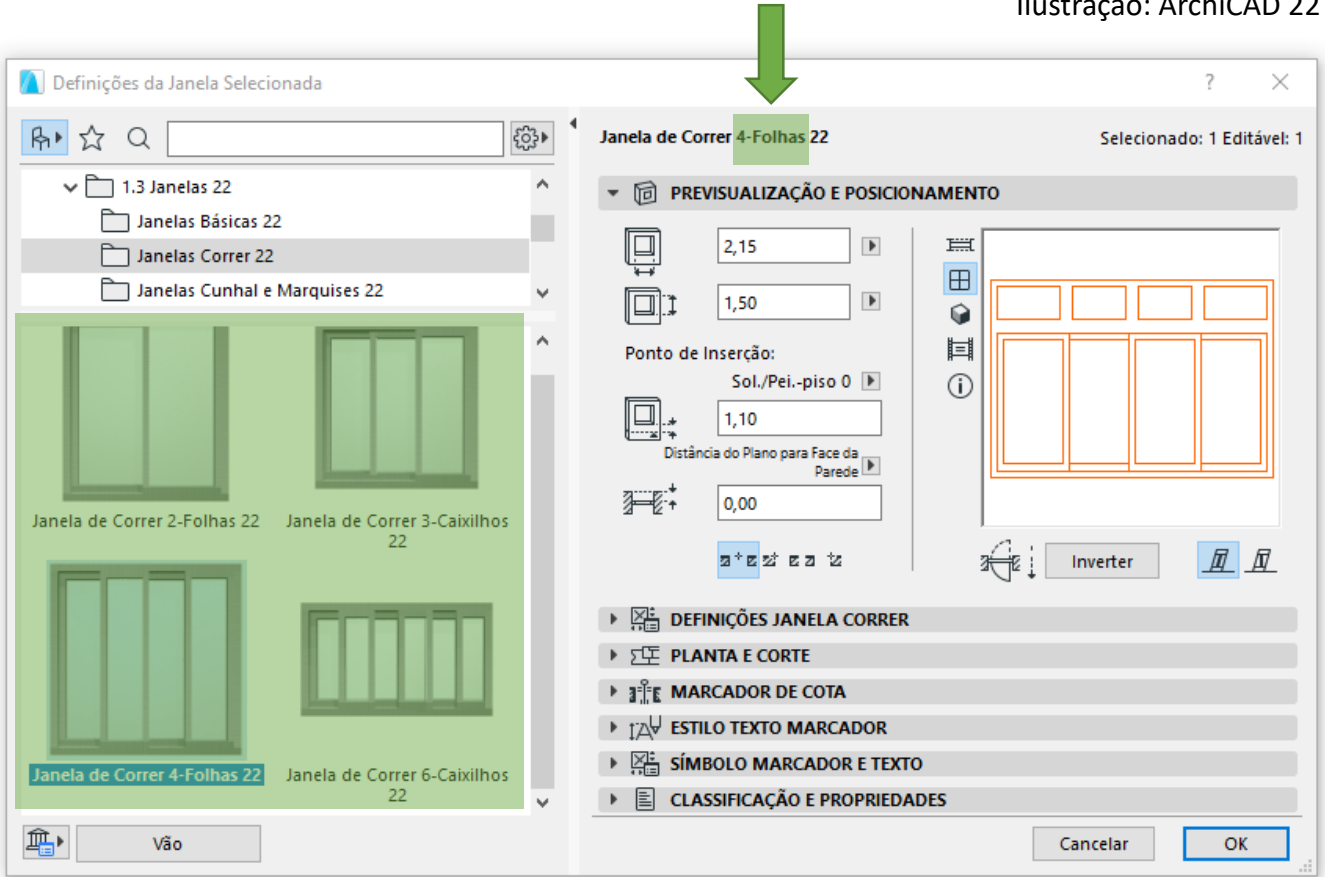 Ilustração: ArchiCAD 22
Definições da Janela Selecionada
Janela de Correr 4-Folhas 22
Selecionado: 1 Editável: 1
1.3 Janelas 22
Janelas Básicas 22
Janelas Correr 22
Janelas Cunhal e Marquises 22
Janela de Correr 2-Folhas 22
Janela de Correr 3-Caixilhos
22
Janela de Correr 4-Folhas 22
Janela de Correr 6-Caixilhos
22
Vão
PREVISUALIZAÇÃO E POSICIONAMENTO
2,15
1,50
Ponto de Inserção:
Sol./Pei.-piso 0
1,10
Distância do Plano para Face da
Parede
0,00
Inverter
DEFINIÇÕES JANELA CORRER
PLANTA E CORTE
MARCADOR DE COTA
ESTILO TEXTO MARCADOR
SÍMBOLO MARCADOR E TEXTO
CLASSIFICAÇÃO E PROPRIEDADES
Cancelar
OK